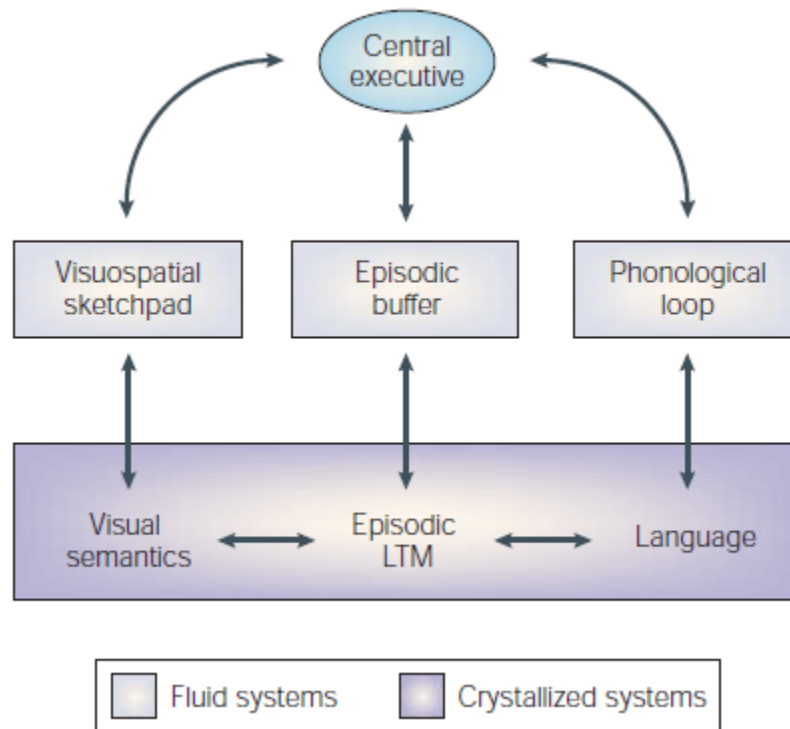 Central
executive
Visuospatial
sketchpad
Episodic
buffer
Phonological
loop
Visual
semantics
Episodic
LTM
Language
Fluid systems
Crystallized systems